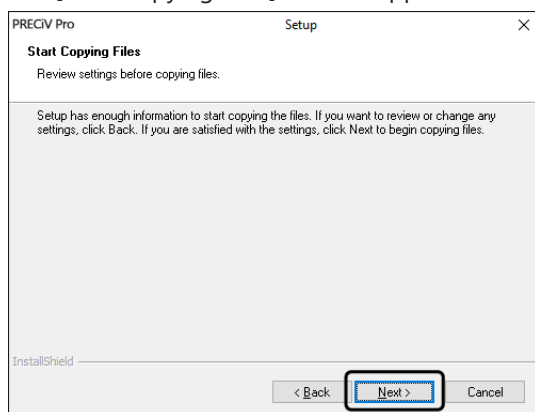 PRECiV Pro Setup
Start Copying Files
Review settings before copying files.
Setup has enough information to start copying the files. If you want to review or change any
settings, click Back. If you are satisfied with the settings, click Next to begin copying files.
InstallShield
< Back Next > Cancel